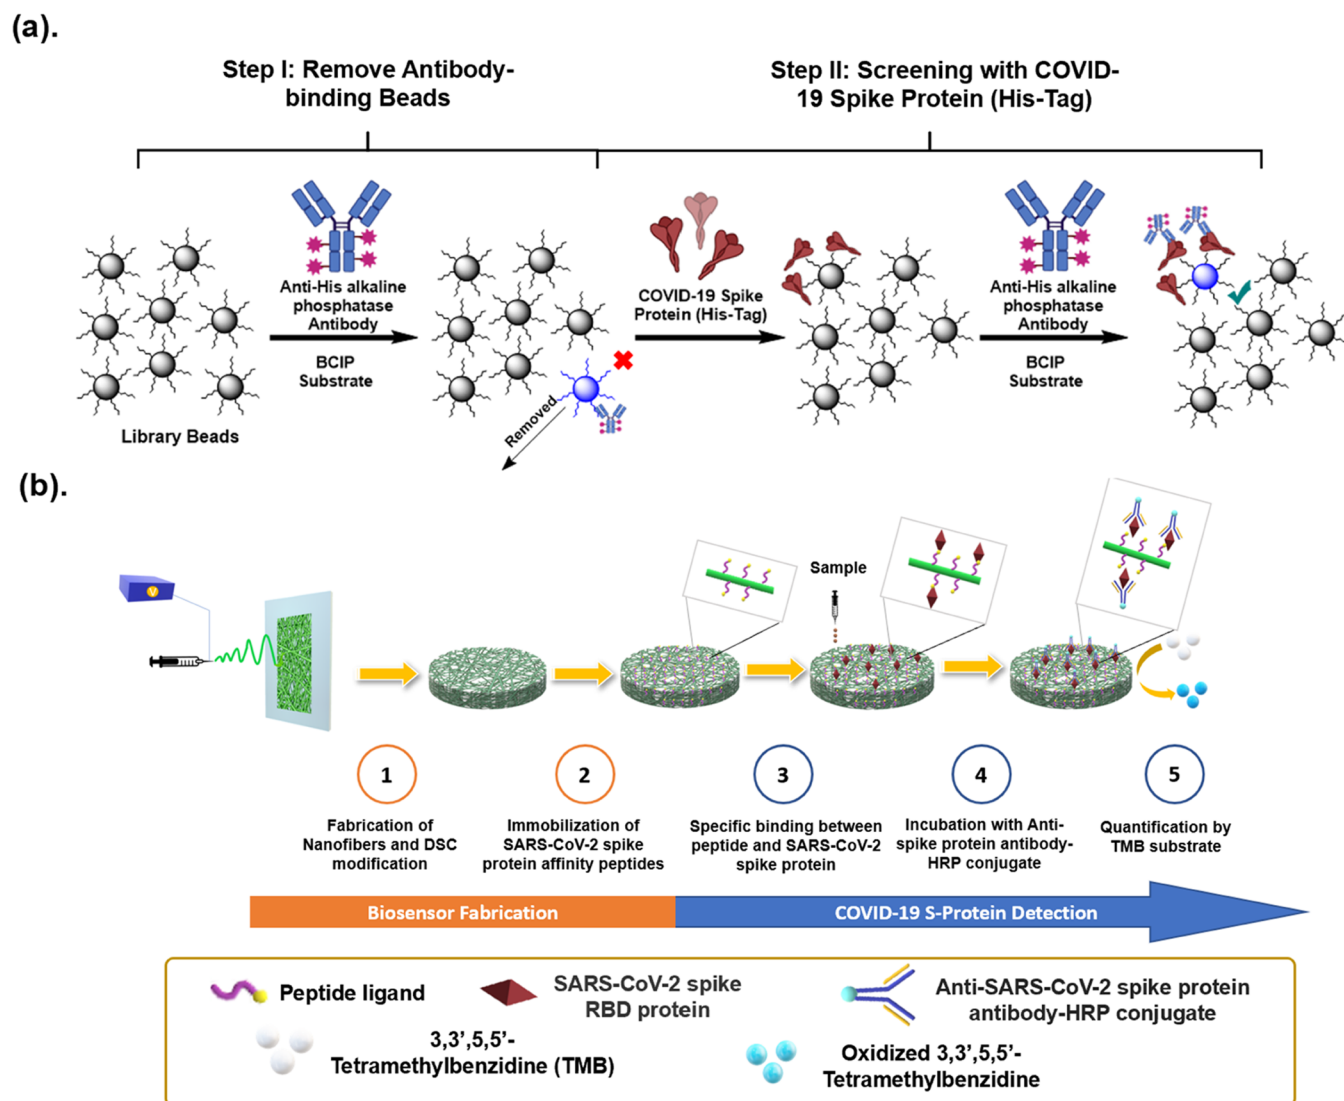 (a).
Step I: Remove Antibody-
binding Beads
Step II: Screening with COVID-
19 Spike Protein (His-Tag)
Anti-His alkaline
phosphatase
Antibody
BCIP
Substrate
Library Beads
Removed
COVID-19 Spike
Protein (His-Tag)
Anti-His alkaline
phosphatase
Antibody
BCIP
Substrate
(b).
V
Sample
1
2
3
4
5
Fabrication of
Nanofibers and DSC
modification
Immobilization of
SARS-CoV-2 spike
protein affinity peptides
Specific binding between
peptide and SARS-CoV-2
spike protein
Incubation with Anti-
spike protein antibody-
HRP conjugate
Quantification by
TMB substrate
Biosensor Fabrication
COVID-19 S-Protein Detection
Peptide ligand
SARS-CoV-2 spike
RBD protein
Anti-SARS-CoV-2 spike protein
antibody-HRP conjugate
3,3’,5,5’-
Tetramethylbenzidine (TMB)
Oxidized 3,3’,5,5’-
Tetramethylbenzidine